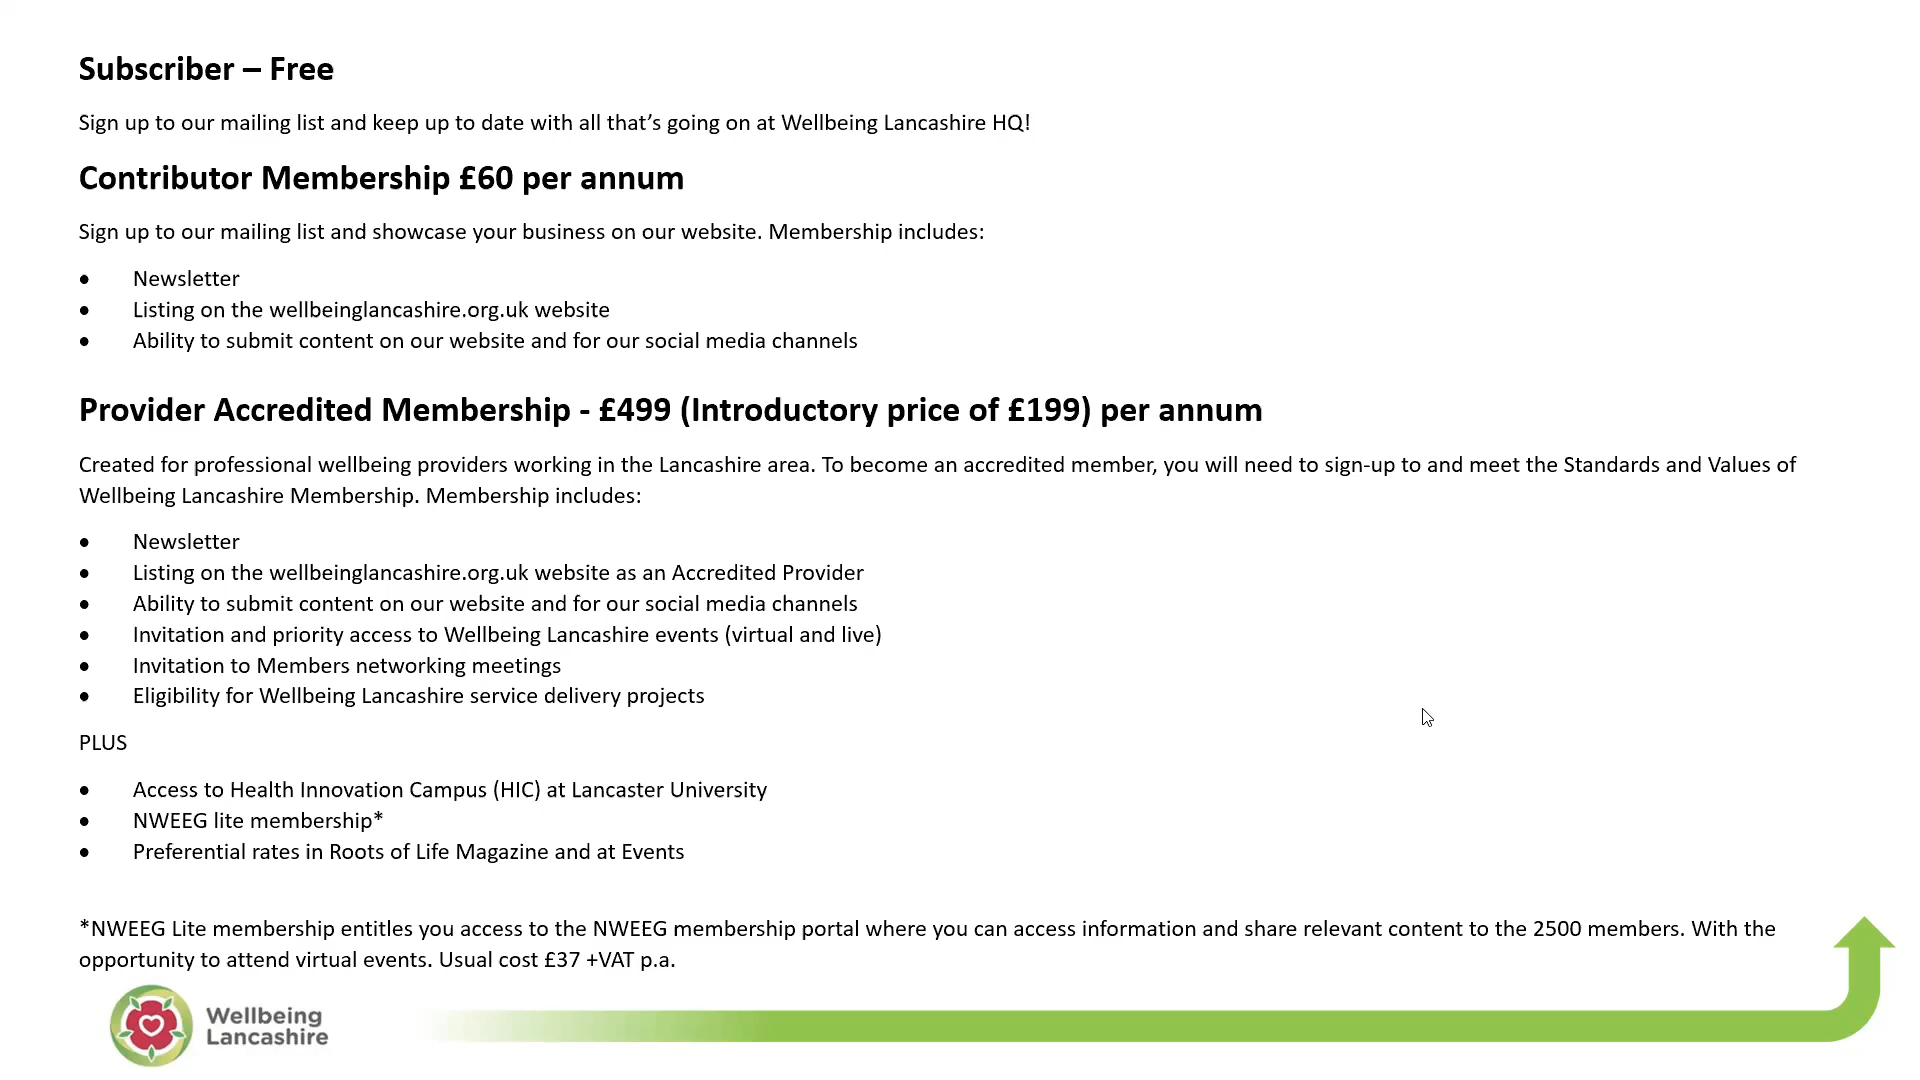 Subscriber – Free
Sign up to our mailing list and keep up to date with all that’s going on at Wellbeing Lancashire HQ!
Contributor Membership £60 per annum
Sign up to our mailing list and showcase your business on our website. Membership includes:
• Newsletter
• Listing on the wellbeinglancashire.org.uk website
• Ability to submit content on our website and for our social media channels
Provider Accredited Membership - £499 (Introductory price of £199) per annum
Created for professional wellbeing providers working in the Lancashire area. To become an accredited member, you will need to sign-up to and meet the Standards and Values of
Wellbeing Lancashire Membership. Membership includes:
• Newsletter
• Listing on the wellbeinglancashire.org.uk website as an Accredited Provider
• Ability to submit content on our website and for our social media channels
• Invitation and priority access to Wellbeing Lancashire events (virtual and live)
• Invitation to Members networking meetings
• Eligibility for Wellbeing Lancashire service delivery projects
PLUS
• Access to Health Innovation Campus (HIC) at Lancaster University
• NWEEG lite membership*
• Preferential rates in Roots of Life Magazine and at Events
*NWEEG Lite membership entitles you access to the NWEEG membership portal where you can access information and share relevant content to the 2500 members. With the
opportunity to attend virtual events. Usual cost £37 +VAT p.a.
Wellbeing
Lancashire